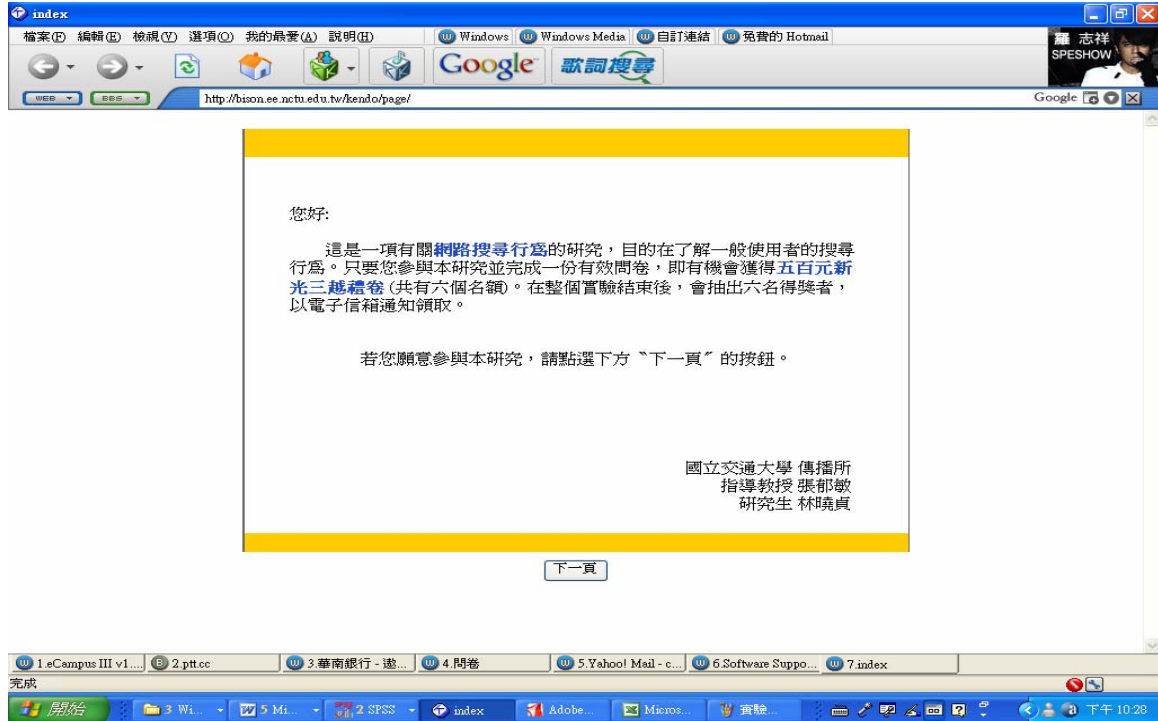 index
檔案(F) 編輯(E) 檢視(V) 選項(O) 我的最愛(A) 說明(H) Windows Windows Media 自訂連結 免費的 Hotmail
羅 志祥
SPESHOW
Google 歌詞搜尋
WEB BBS http://bison.ee.nctu.edu.tw/kendo/page/ Google
您好:
這是一項有關網路搜尋行為的研究，目的在了解一般使用者的搜尋
行為。只要您參與本研究並完成一份有效問卷，即有機會獲得五百元新
光三越禮卷 (共有六個名額)。在整個實驗結束後，會抽出六名得獎者，
以電子信箱通知領取。
若您願意參與本研究，請點選下方〝下一頁〞的按鈕。
國立交通大學 傳播所
指導教授 張郁敏
研究生 林曉貞
下一頁
1.eCampus III v1.... 2.ptt.cc 3.華南銀行 - 遨... 4.問卷 5.Yahoo! Mail - c... 6.Software Suppo... 7.index
完成
開始 3 Wi... 5 Mi... 2 SPSS index Adobe... Micros... 實驗... 下午 10:28